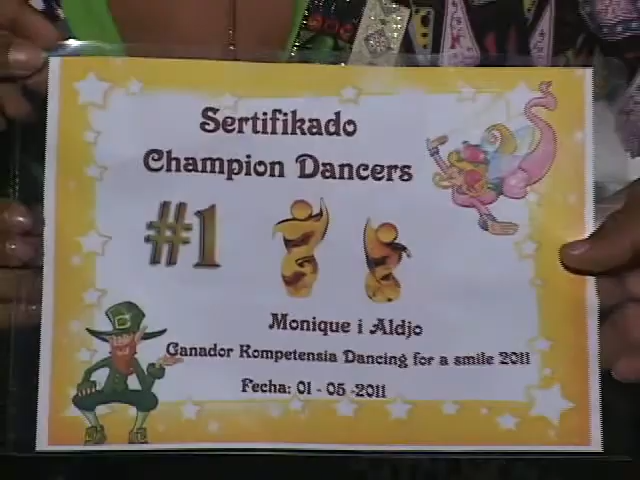 Sertifikado
Champion Dancers
#1
Monique i Aldjo
Ganador Kompetensia Dancing for a smile 2011
Fecha: 01 - 05 -2011